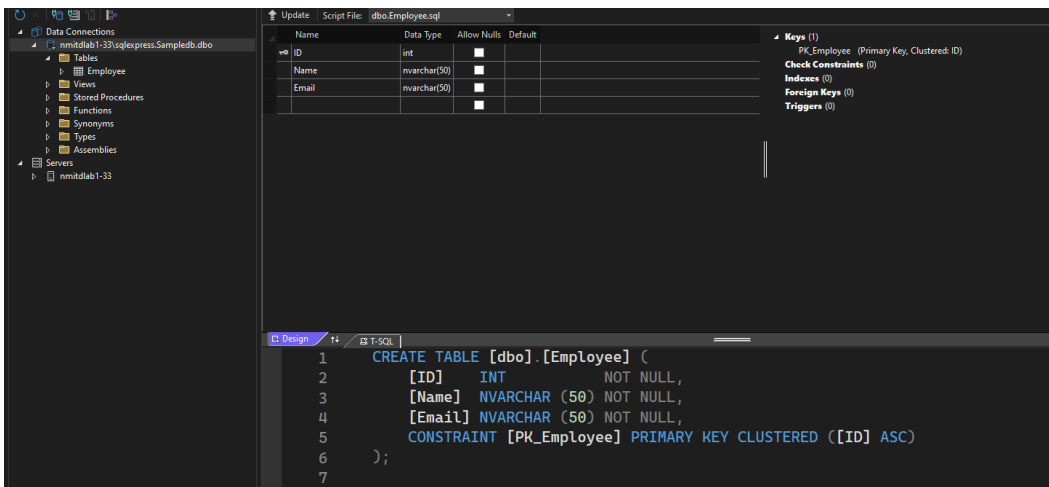 Update Script File: dbo.Employee.sql
Data Connections
nmitdlab1-33\sqlexpress.Sampledb.dbo
Tables
Employee
Views
Stored Procedures
Functions
Synonyms
Types
Assemblies
Servers
nmitdlab1-33
Name Data Type Allow Nulls Default
ID int
Name nvarchar(50)
Email nvarchar(50)
Keys (1)
PK_Employee (Primary Key, Clustered: ID)
Check Constraints (0)
Indexes (0)
Foreign Keys (0)
Triggers (0)
Design T-SQL
1 CREATE TABLE [dbo].[Employee] (
2 [ID] INT NOT NULL,
3 [Name] NVARCHAR (50) NOT NULL,
4 [Email] NVARCHAR (50) NOT NULL,
5 CONSTRAINT [PK_Employee] PRIMARY KEY CLUSTERED ([ID] ASC)
6 );
7